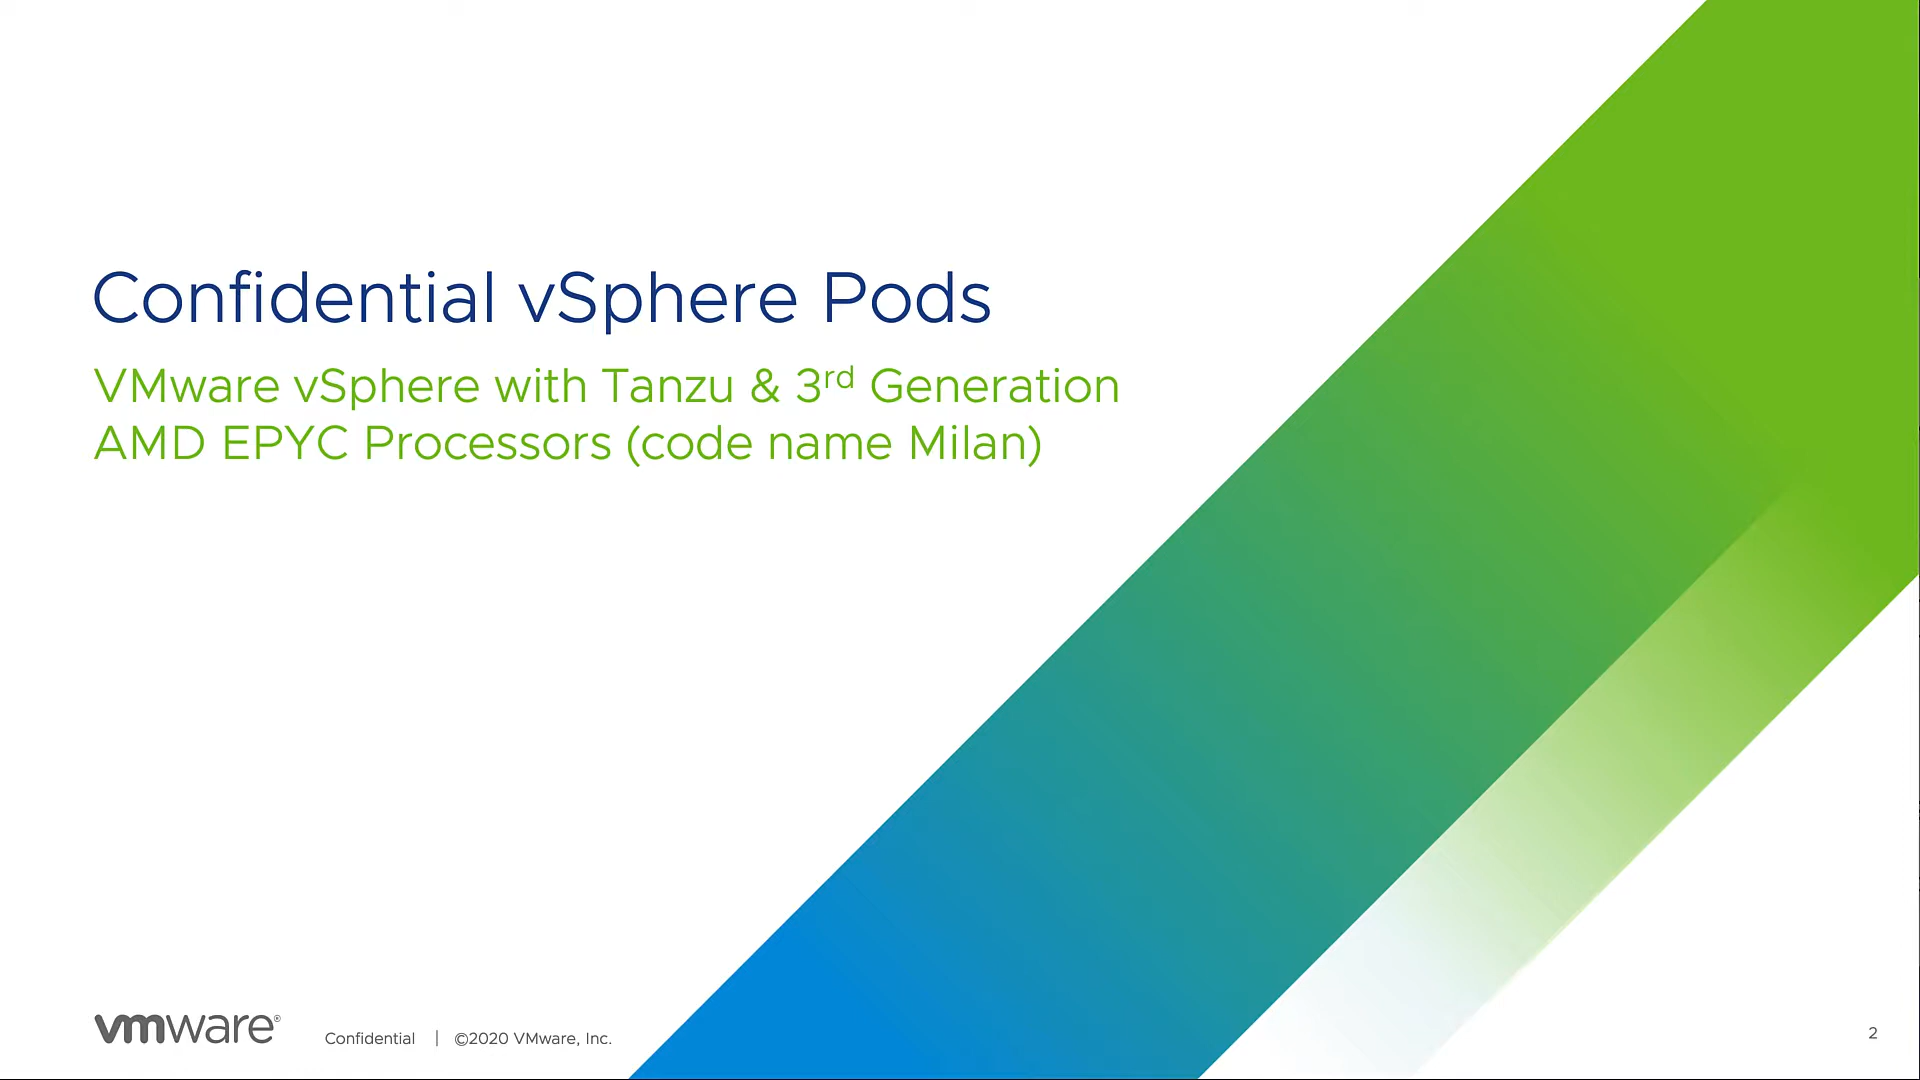 Confidential vSphere Pods
VMware vSphere with Tanzu & 3rd Generation
AMD EPYC Processors (code name Milan)
vmware®
Confidential | ©2020 VMware, Inc.
2